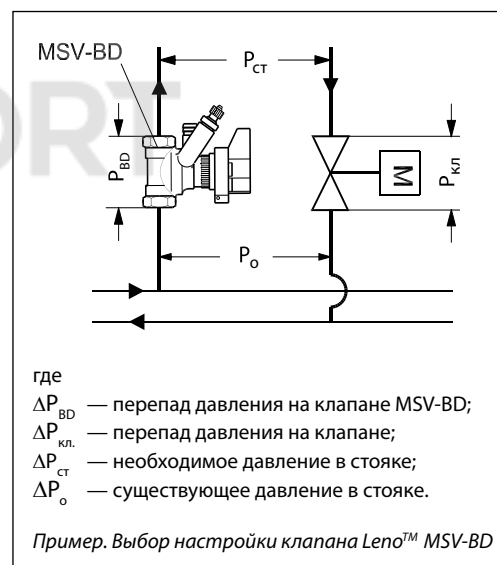 MSV-BD
Pст
PBD
M
Pкл
Pо
ORT
где
ΔPBD — перепад давления на клапане MSV-BD;
ΔPкл. — перепад давления на клапане;
ΔPст — необходимое давление в стояке;
ΔPо — существующее давление в стояке.
Пример. Выбор настройки клапана Leno™ MSV-BD